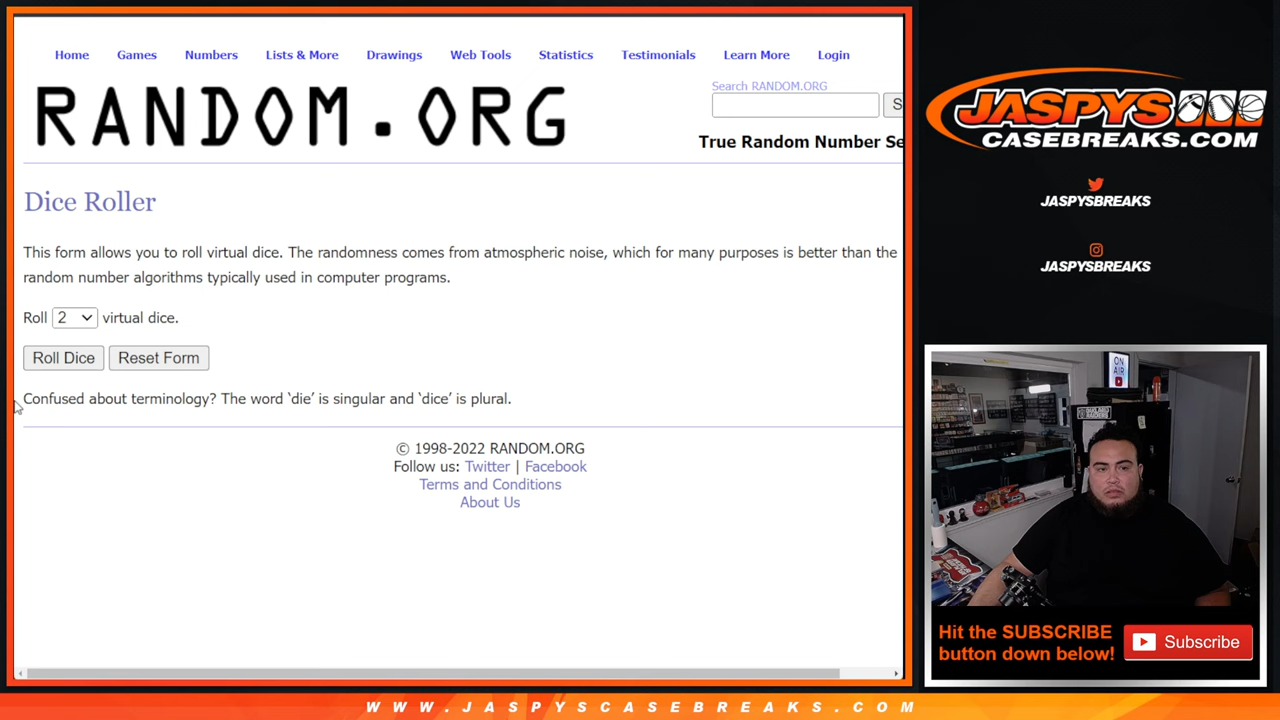 Home Games Numbers Lists & More Drawings Web Tools Statistics Testimonials Learn More Login
Search RANDOM.ORG
S
RANDOM.ORG
True Random Number Se
Dice Roller
This form allows you to roll virtual dice. The randomness comes from atmospheric noise, which for many purposes is better than the
random number algorithms typically used in computer programs.
Roll 2 virtual dice.
Roll Dice Reset Form
Confused about terminology? The word ‘die’ is singular and ‘dice’ is plural.
© 1998-2022 RANDOM.ORG
Follow us: Twitter | Facebook
Terms and Conditions
About Us
JASPYS
CASEBREAKS.COM
JASPYSBREAKS
JASPYSBREAKS
ON
AIR
Hit the SUBSCRIBE
button down below!
Subscribe
WWW.JASPYSCASEBREAKS.COM